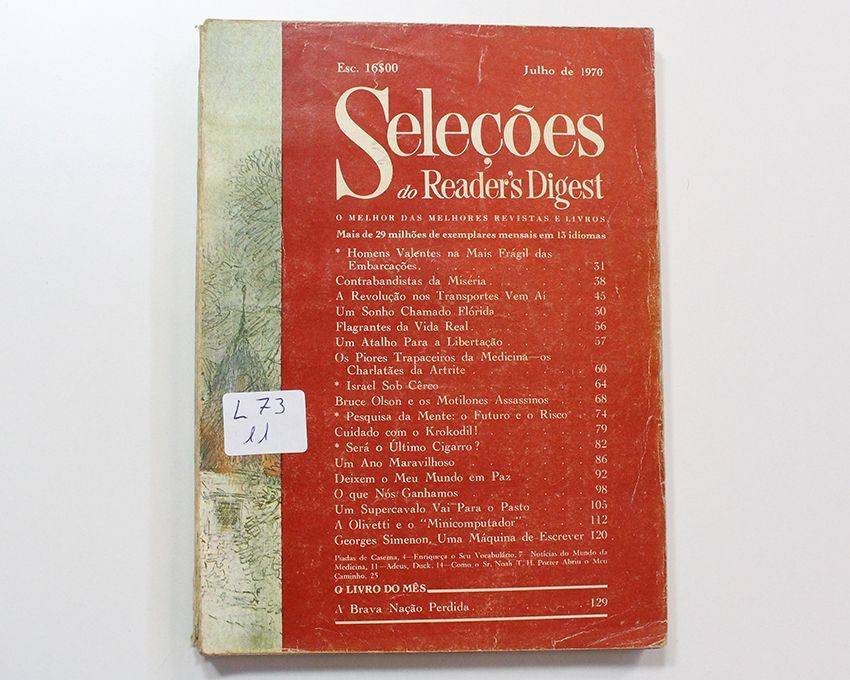 Esc. 16$00 Julho de 1970
Seleções
do Reader's Digest
O MELHOR DAS MELHORES REVISTAS E LIVROS
Mais de 29 milhões de exemplares mensais em 13 idiomas
* Homens Valentes na Mais Frágil das
Embarcações. 31
Contrabandistas da Miséria 38
A Revolução nos Transportes Vem Aí 45
Um Sonho Chamado Flórida 50
Flagrantes da Vida Real 56
Um Atalho Para a Libertação 57
Os Piores Trapaceiros da Medicina—os
Charlatães da Artrite 60
* Israel Sob Cêrco 64
Bruce Olson e os Motilones Assassinos 68
* Pesquisa da Mente: o Futuro e o Risco 74
Cuidado com o Krokodil! 79
* Será o Último Cigarro? 82
Um Ano Maravilhoso 86
Deixem o Meu Mundo em Paz 92
O que Nós Ganhamos 98
Um Supercavalo Vai Para o Pasto 105
A Olivetti e o "Minicomputador" 112
Georges Simenon, Uma Máquina de Escrever 120
Piadas de Caserna, 4—Enriqueça o Seu Vocabulário, 7—Notícias do Mundo da
Medicina, 11—Adeus, Duck, 14—Como o Sr. Noah T. H. Potter Abriu o Meu
Caminho, 25
O LIVRO DO MÊS
A Brava Nação Perdida 129
L 73
11